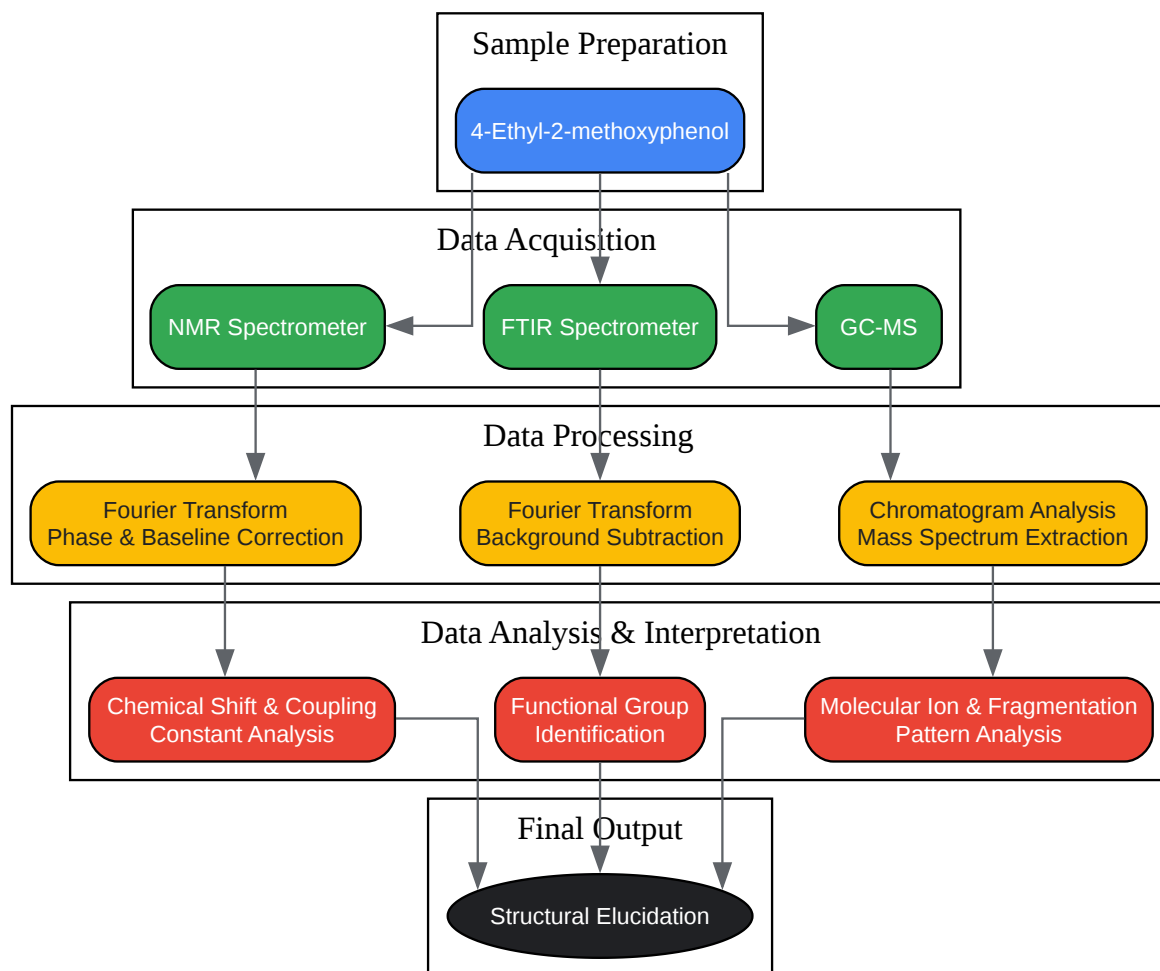 Sample Preparation
4-Ethyl-2-methoxyphenol
Data Acquisition
NMR Spectrometer
FTIR Spectrometer
GC-MS
Data Processing
Fourier Transform
Phase & Baseline Correction
Fourier Transform
Background Subtraction
Chromatogram Analysis
Mass Spectrum Extraction
Data Analysis & Interpretation
Chemical Shift & Coupling
Constant Analysis
Functional Group
Identification
Molecular Ion & Fragmentation
Pattern Analysis
Final Output
Structural Elucidation